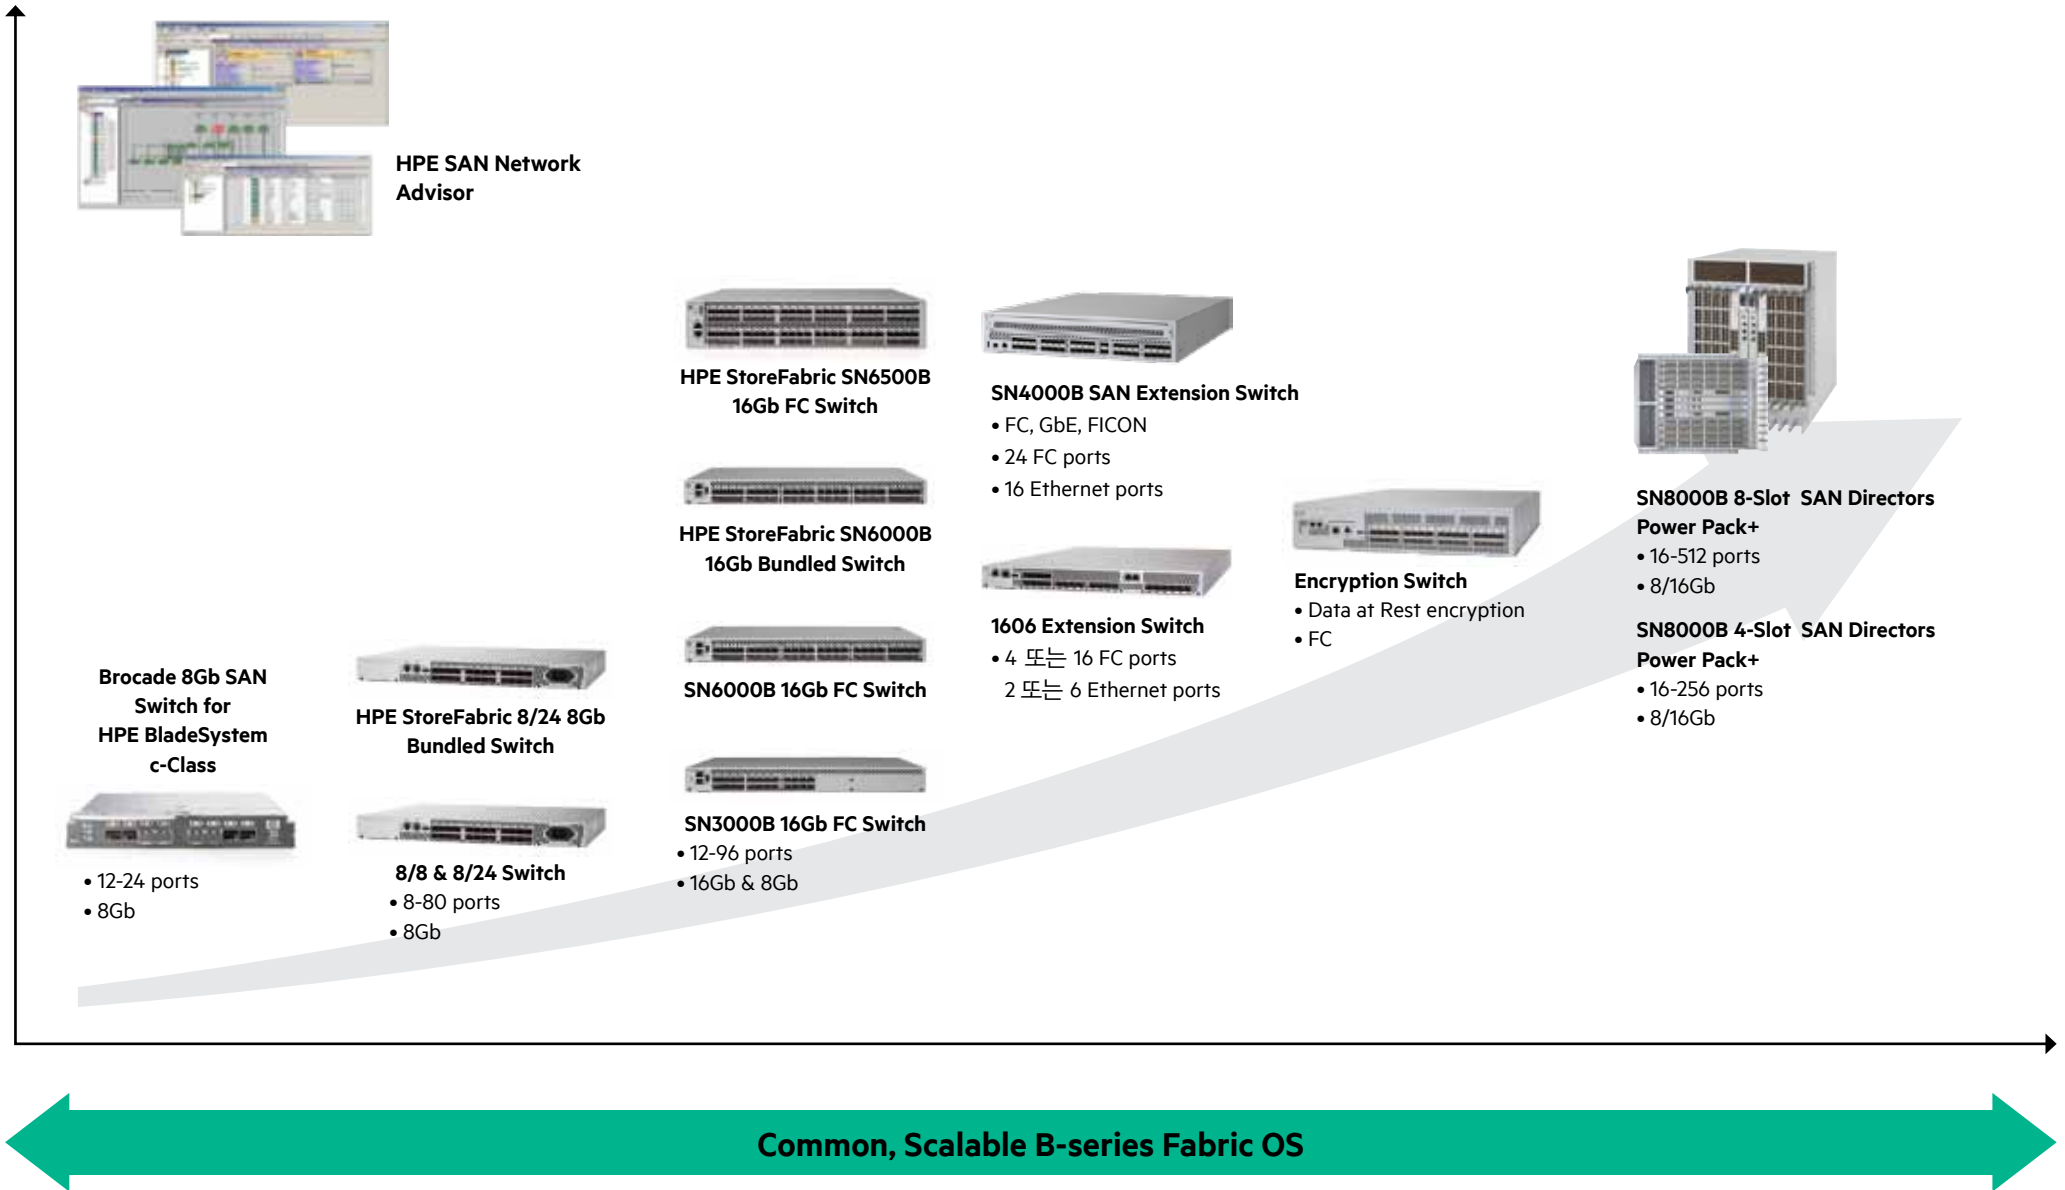 HPE SAN Network
Advisor
HPE StoreFabric SN6500B
16Gb FC Switch
HPE StoreFabric SN6000B
16Gb Bundled Switch
SN6000B 16Gb FC Switch
SN3000B 16Gb FC Switch
• 12-96 ports
• 16Gb & 8Gb
SN4000B SAN Extension Switch
• FC, GbE, FICON
• 24 FC ports
• 16 Ethernet ports
1606 Extension Switch
• 4 또는 16 FC ports
2 또는 6 Ethernet ports
Encryption Switch
• Data at Rest encryption
• FC
SN8000B 8-Slot SAN Directors
Power Pack+
• 16-512 ports
• 8/16Gb
SN8000B 4-Slot SAN Directors
Power Pack+
• 16-256 ports
• 8/16Gb
Brocade 8Gb SAN
Switch for
HPE BladeSystem
c-Class
• 12-24 ports
• 8Gb
HPE StoreFabric 8/24 8Gb
Bundled Switch
8/8 & 8/24 Switch
• 8-80 ports
• 8Gb
Common, Scalable B-series Fabric OS